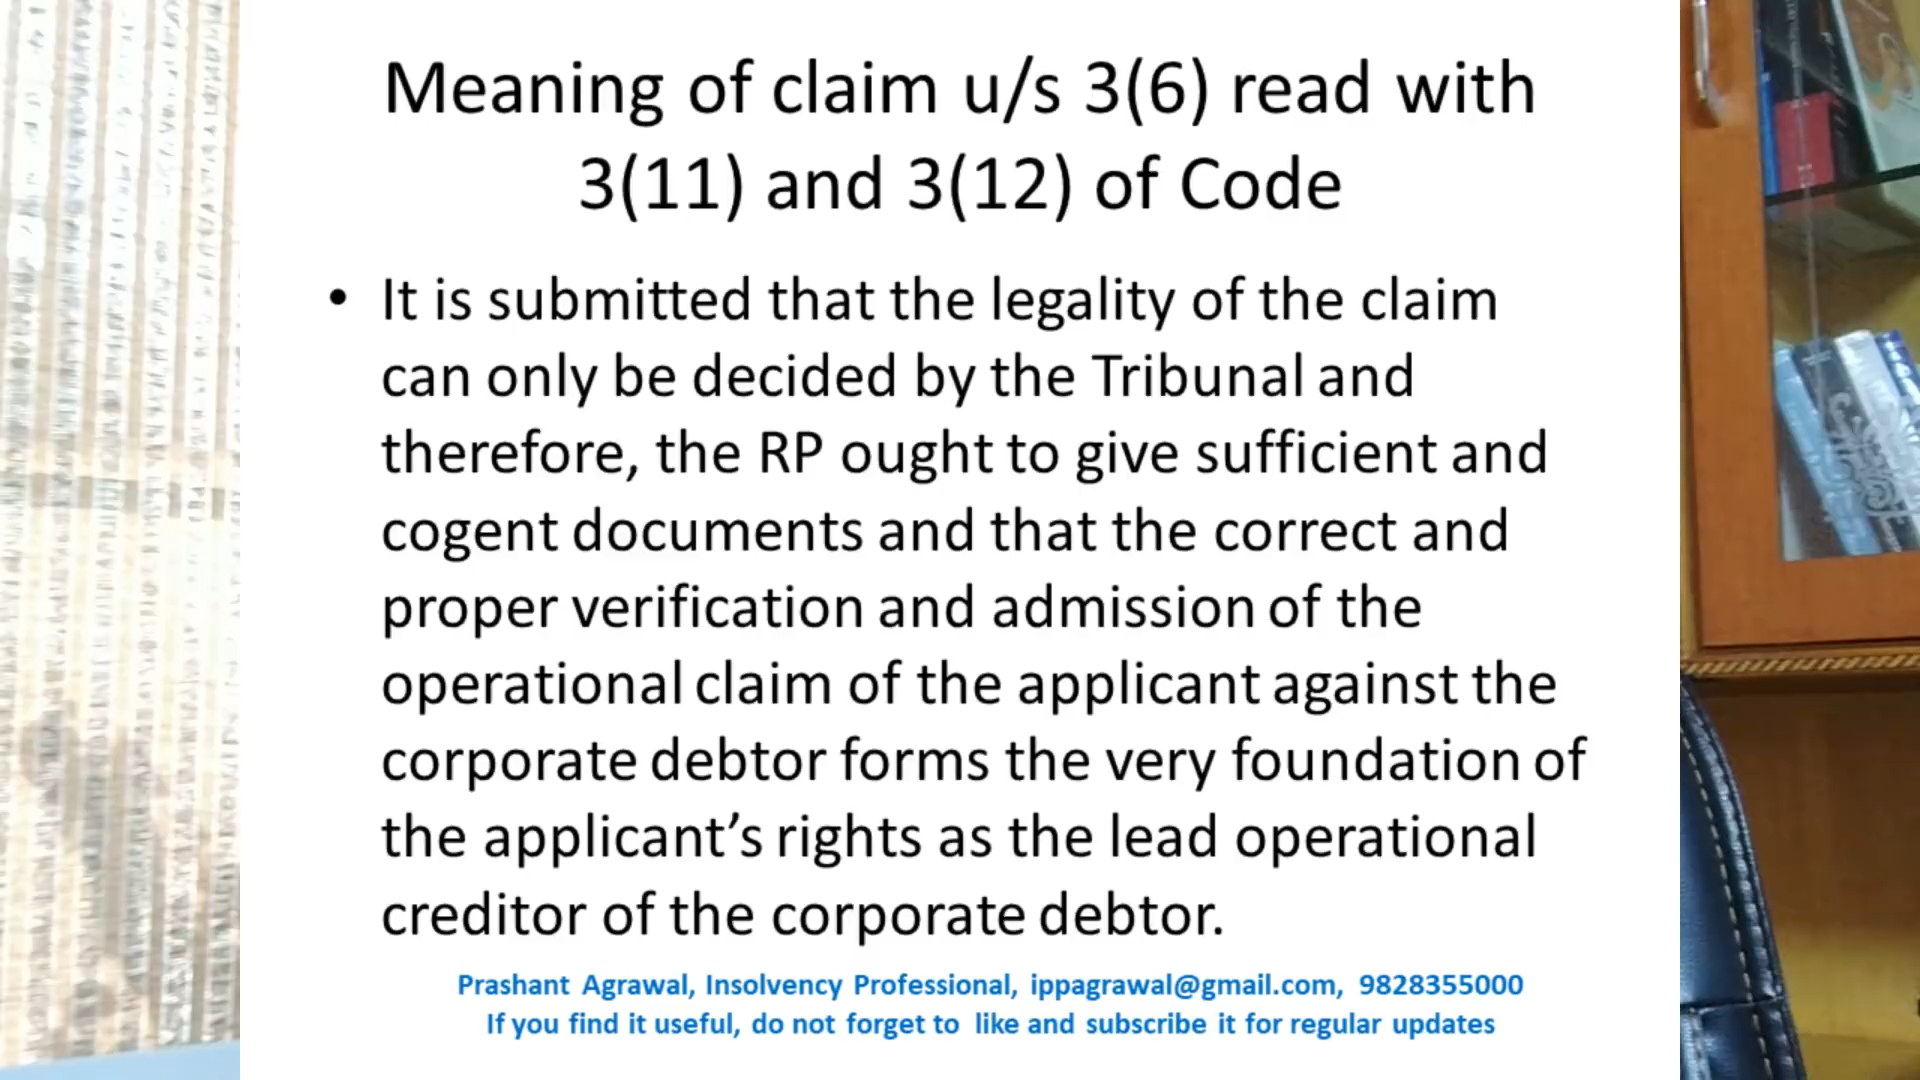 Meaning of claim u/s 3(6) read with
3(11) and 3(12) of Code
• It is submitted that the legality of the claim
can only be decided by the Tribunal and
therefore, the RP ought to give sufficient and
cogent documents and that the correct and
proper verification and admission of the
operational claim of the applicant against the
corporate debtor forms the very foundation of
the applicant’s rights as the lead operational
creditor of the corporate debtor.
Prashant Agrawal, Insolvency Professional, ippagrawal@gmail.com, 9828355000
If you find it useful, do not forget to like and subscribe it for regular updates